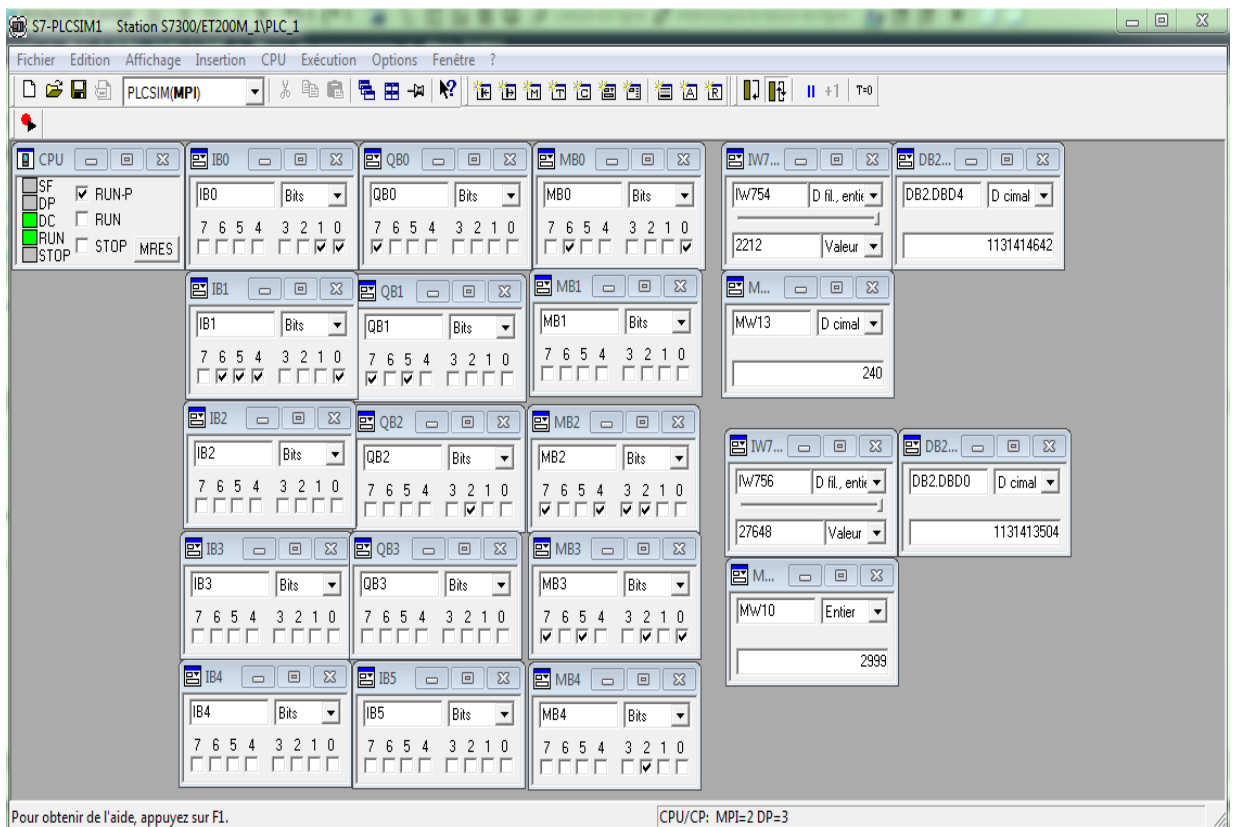 S7-PLCSIM1 Station S7300/ET200M_1\PLC_1
Fichier Edition Affichage Insertion CPU Exécution Options Fenêtre ?
PLCSIM(MPI)
+1 T=0
CPU
SF
DP
DC
RUN
STOP
RUN-P
RUN
STOP
MRES
IB0
IB0 Bits
7 6 5 4 3 2 1 0
QB0
QB0 Bits
7 6 5 4 3 2 1 0
MB0
MB0 Bits
7 6 5 4 3 2 1 0
IW7...
IW754 D fil., entie
2212 Valeur
DB2...
DB2.DBD4 D cimal
1131414642
IB1
IB1 Bits
7 6 5 4 3 2 1 0
QB1
QB1 Bits
7 6 5 4 3 2 1 0
MB1
MB1 Bits
7 6 5 4 3 2 1 0
M...
MW13 D cimal
240
IB2
IB2 Bits
7 6 5 4 3 2 1 0
QB2
QB2 Bits
7 6 5 4 3 2 1 0
MB2
MB2 Bits
7 6 5 4 3 2 1 0
IW7...
IW756 D fil., entie
27648 Valeur
DB2...
DB2.DBD0 D cimal
1131413504
IB3
IB3 Bits
7 6 5 4 3 2 1 0
QB3
QB3 Bits
7 6 5 4 3 2 1 0
MB3
MB3 Bits
7 6 5 4 3 2 1 0
M...
MW10 Entier
2999
IB4
IB4 Bits
7 6 5 4 3 2 1 0
IB5
IB5 Bits
7 6 5 4 3 2 1 0
MB4
MB4 Bits
7 6 5 4 3 2 1 0
Pour obtenir de l'aide, appuyez sur F1.
CPU/CP: MPI=2 DP=3